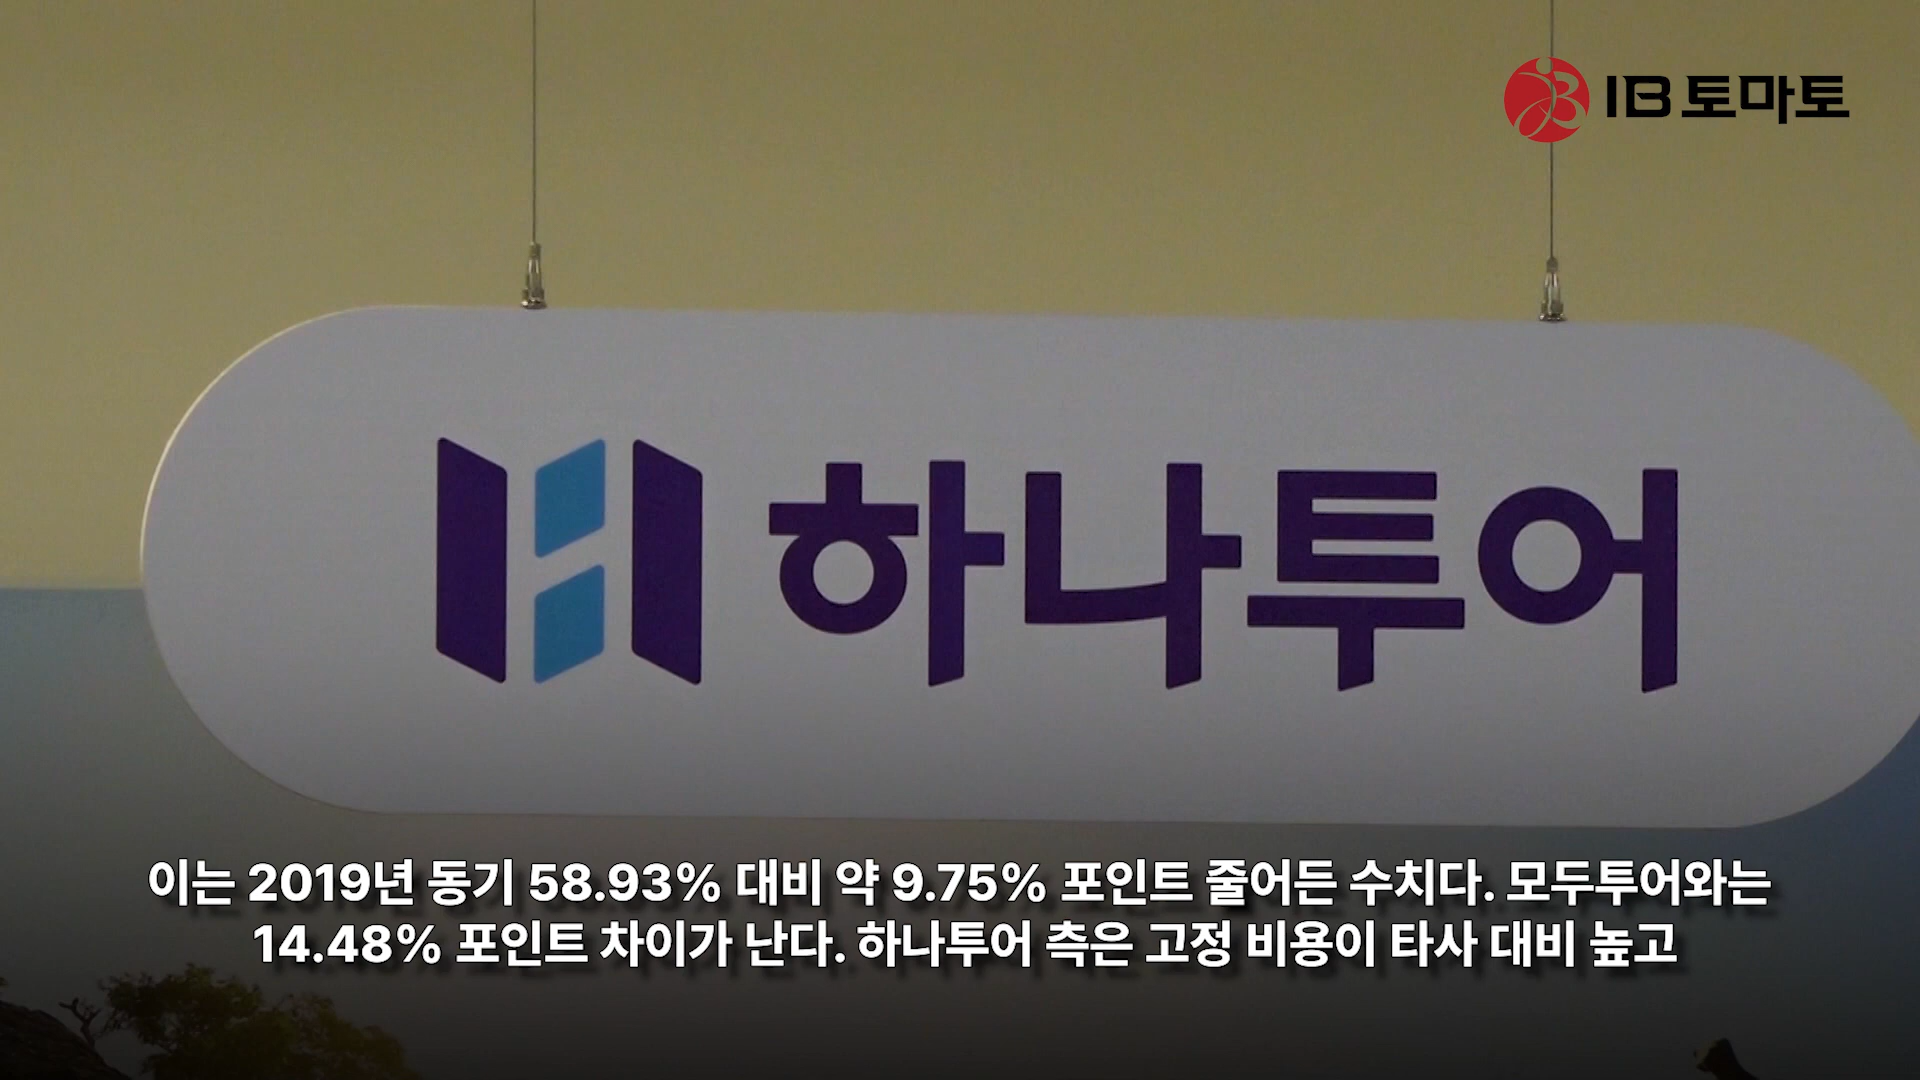 IB토마토
하나투어
이는 2019년 동기 58.93% 대비 약 9.75% 포인트 줄어든 수치다. 모두투어와는
14.48% 포인트 차이가 난다. 하나투어 측은 고정 비용이 타사 대비 높고